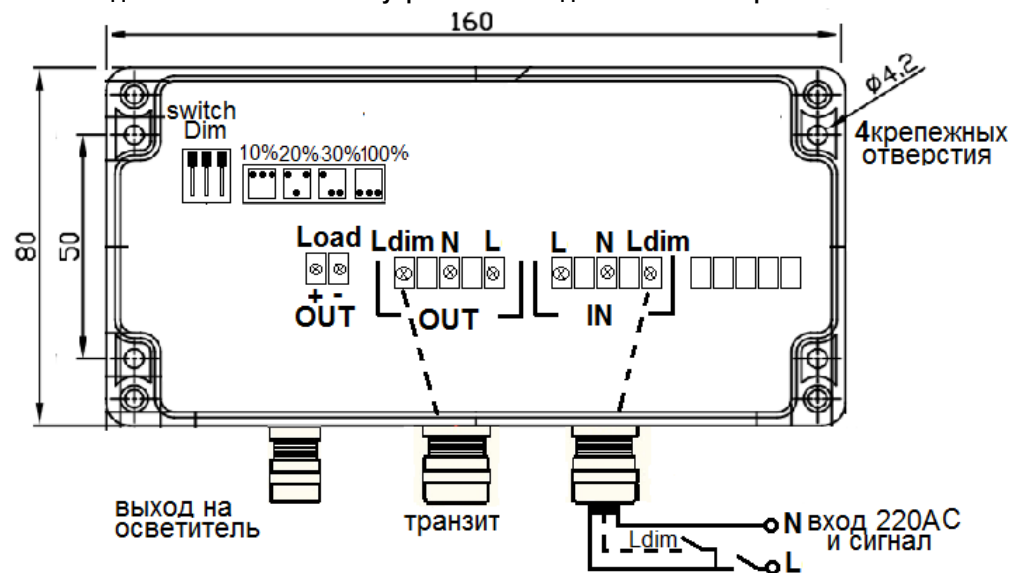 160
switch
Dim
10% 20% 30% 100%
ø4,2
4крепежных
отверстия
80
50
Load
+ -
OUT
Ldim N L
OUT
L N Ldim
IN
выход на
осветитель
транзит
N вход 220AC
и сигнал
Ldim
L